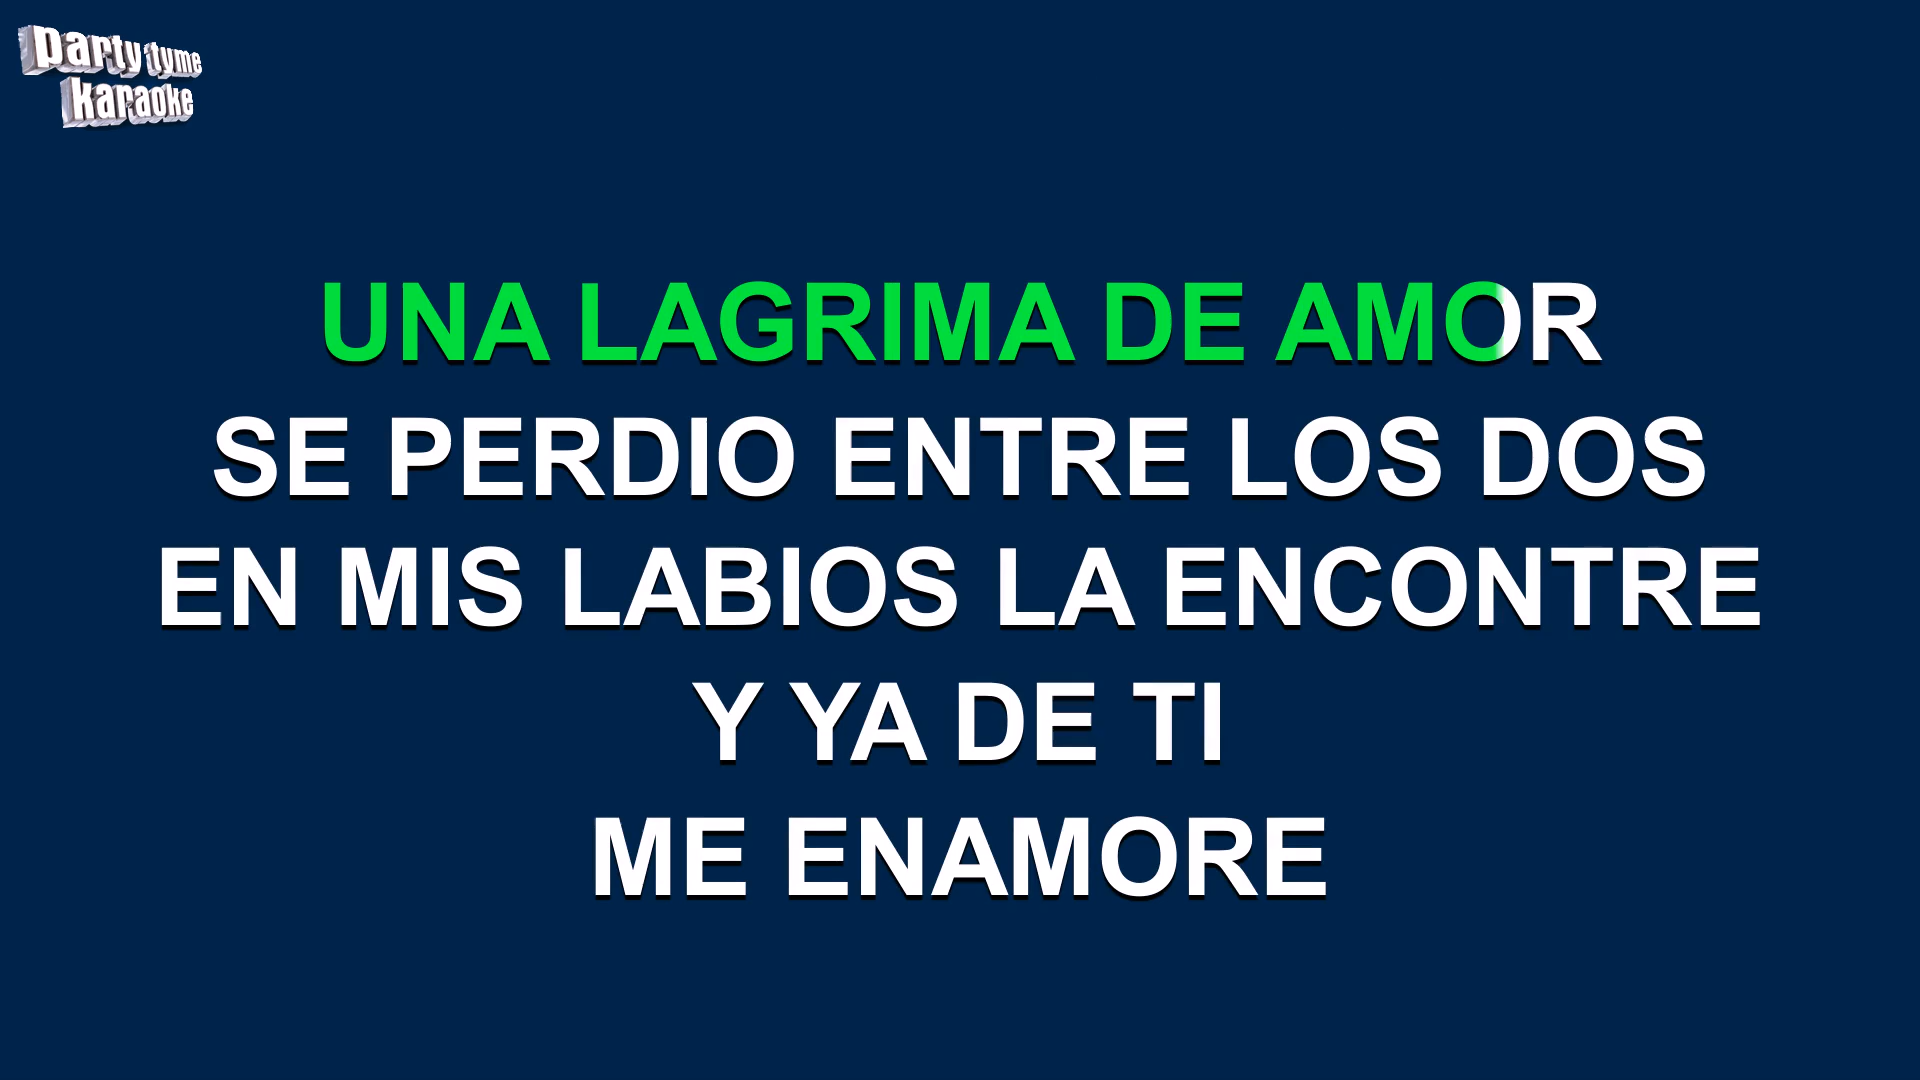 party tyme
karaoke
UNA LAGRIMA DE AMOR
SE PERDIO ENTRE LOS DOS
EN MIS LABIOS LA ENCONTRE
Y YA DE TI
ME ENAMORE